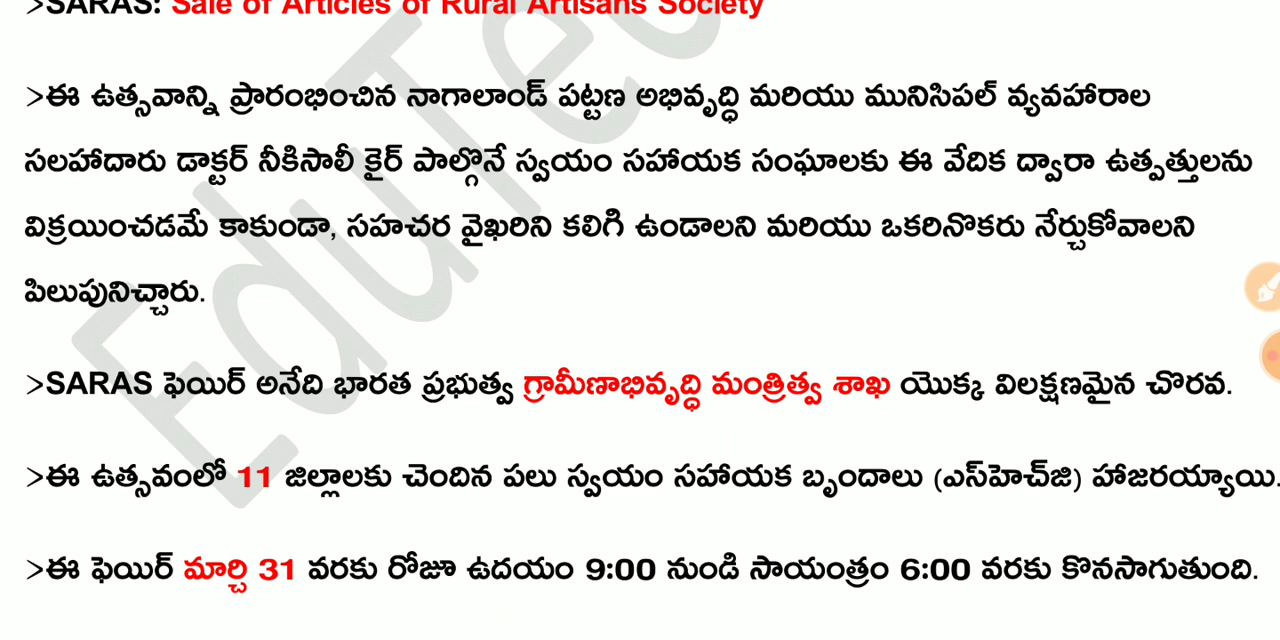 >SARAS: Sale of Articles of Rural Artisans Society
>ఈ ఉత్సవాన్ని ప్రారంభించిన నాగాలాండ్ పట్టణ అభివృద్ధి మరియు మునిసిపల్ వ్యవహారాల
సలహాదారు డాక్టర్ నీకిసాలీ కైర్ పాల్గొనే స్వయం సహాయక సంఘాలకు ఈ వేదిక ద్వారా ఉత్పత్తులను
విక్రయించడమే కాకుండా, సహచర వైఖరిని కలిగి ఉండాలని మరియు ఒకరినొకరు నేర్చుకోవాలని
పిలుపునిచ్చారు.
>SARAS ఫెయిర్ అనేది భారత ప్రభుత్వ గ్రామీణాభివృద్ధి మంత్రిత్వ శాఖ యొక్క విలక్షణమైన చొరవ.
>ఈ ఉత్సవంలో 11 జిల్లాలకు చెందిన పలు స్వయం సహాయక బృందాలు (ఎస్‌హెచ్‌జి) హాజరయ్యాయి.
>ఈ ఫెయిర్ మార్చి 31 వరకు రోజూ ఉదయం 9:00 నుండి సాయంత్రం 6:00 వరకు కొనసాగుతుంది.